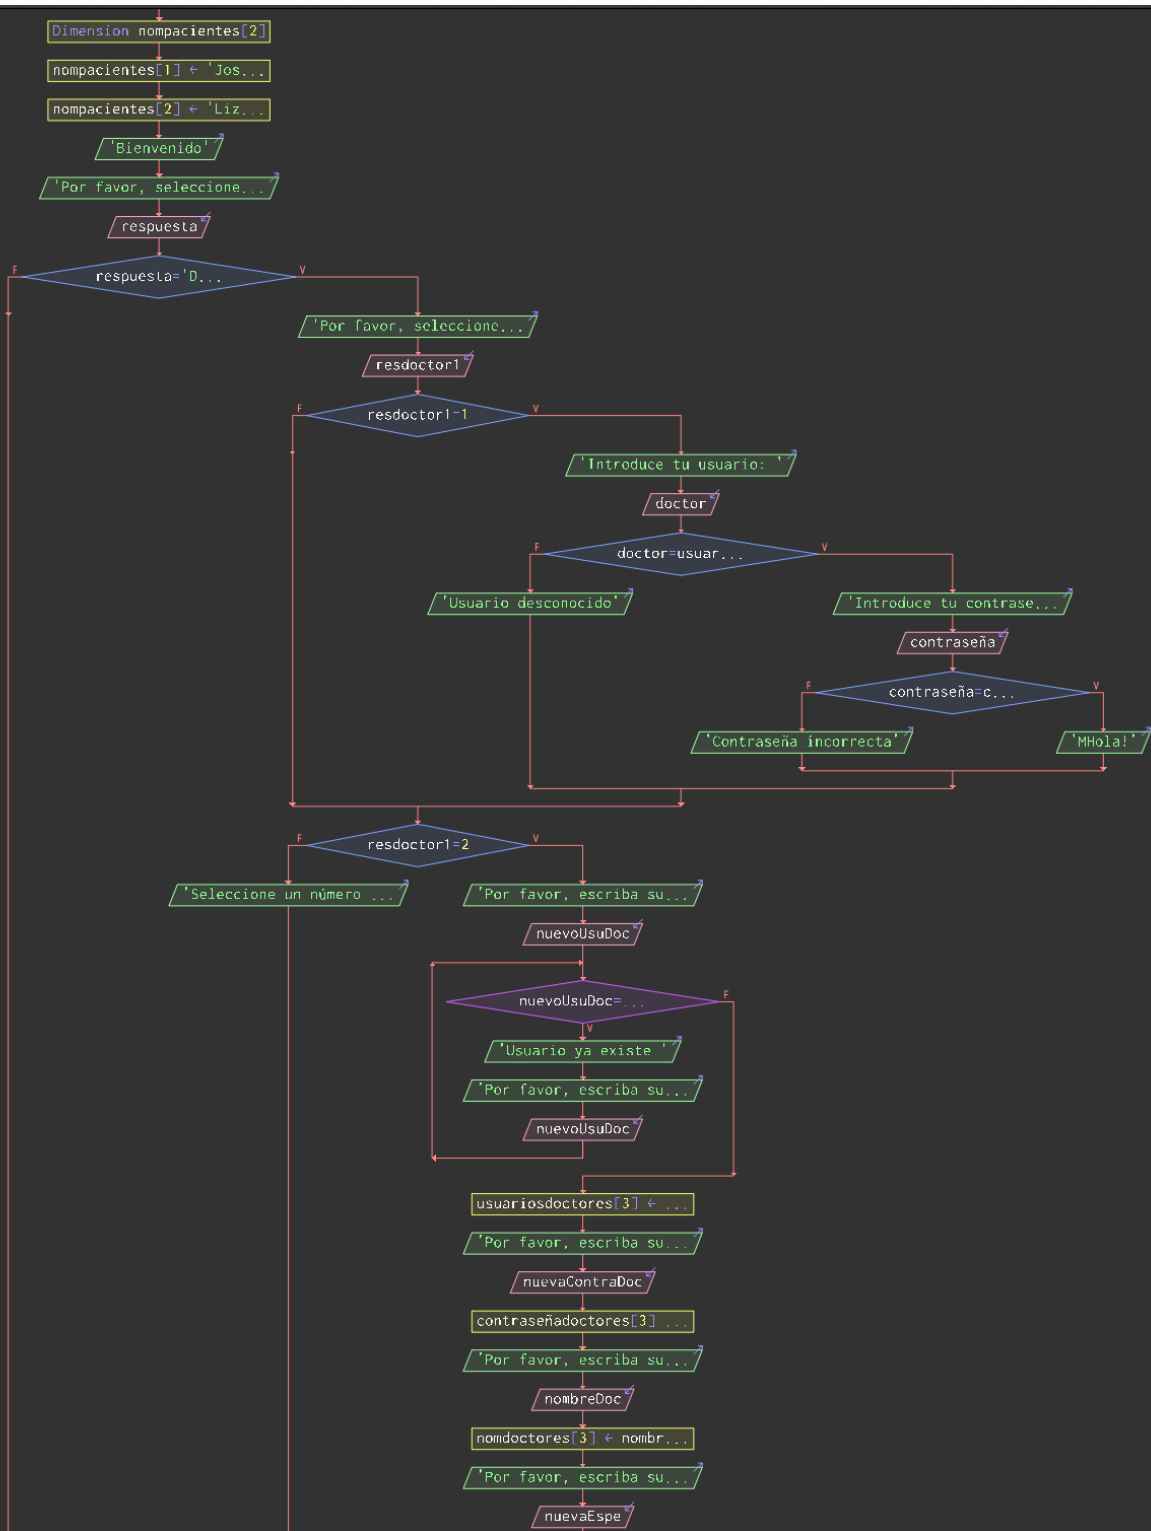 Dimension nompacientes[2]
nompacientes[1] ← 'Jos...
nompacientes[2] ← 'Liz...
'Bienvenido'
'Por favor, seleccione...
respuesta
F
respuesta='D...
V
'Por favor, seleccione...
resdoctor1
F
resdoctor1=1
V
'Introduce tu usuario: '
doctor
F
doctor=usuar...
V
'Usuario desconocido'
'Introduce tu contrase...
contraseña
F
contraseña=c...
V
'Contraseña incorrecta'
'MHola!'
F
resdoctor1=2
V
'Seleccione un número ...
'Por favor, escriba su...
nuevoUsuDoc
nuevoUsuDoc=...
F
V
'Usuario ya existe '
'Por favor, escriba su...
nuevoUsuDoc
usuariosdoctores[3] ← ...
'Por favor, escriba su...
nuevaContraDoc
contraseñadoctores[3] ...
'Por favor, escriba su...
nombreDoc
nomdoctores[3] ← nombr...
'Por favor, escriba su...
nuevaEspe